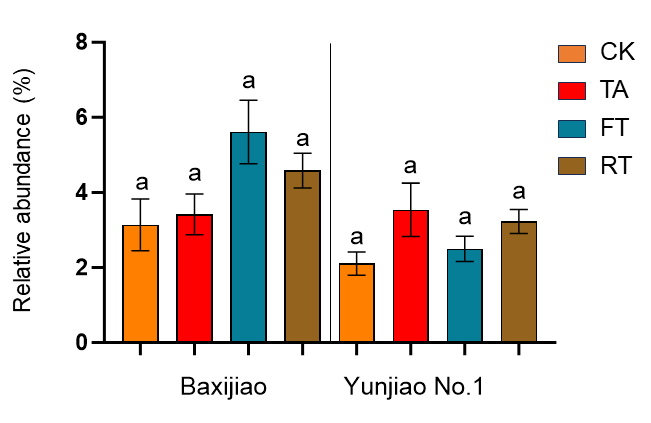 Relative abundance (%)
8
6
4
2
0
a a a a a a a a
Baxijiao Yunjiao No.1
CK
TA
FT
RT